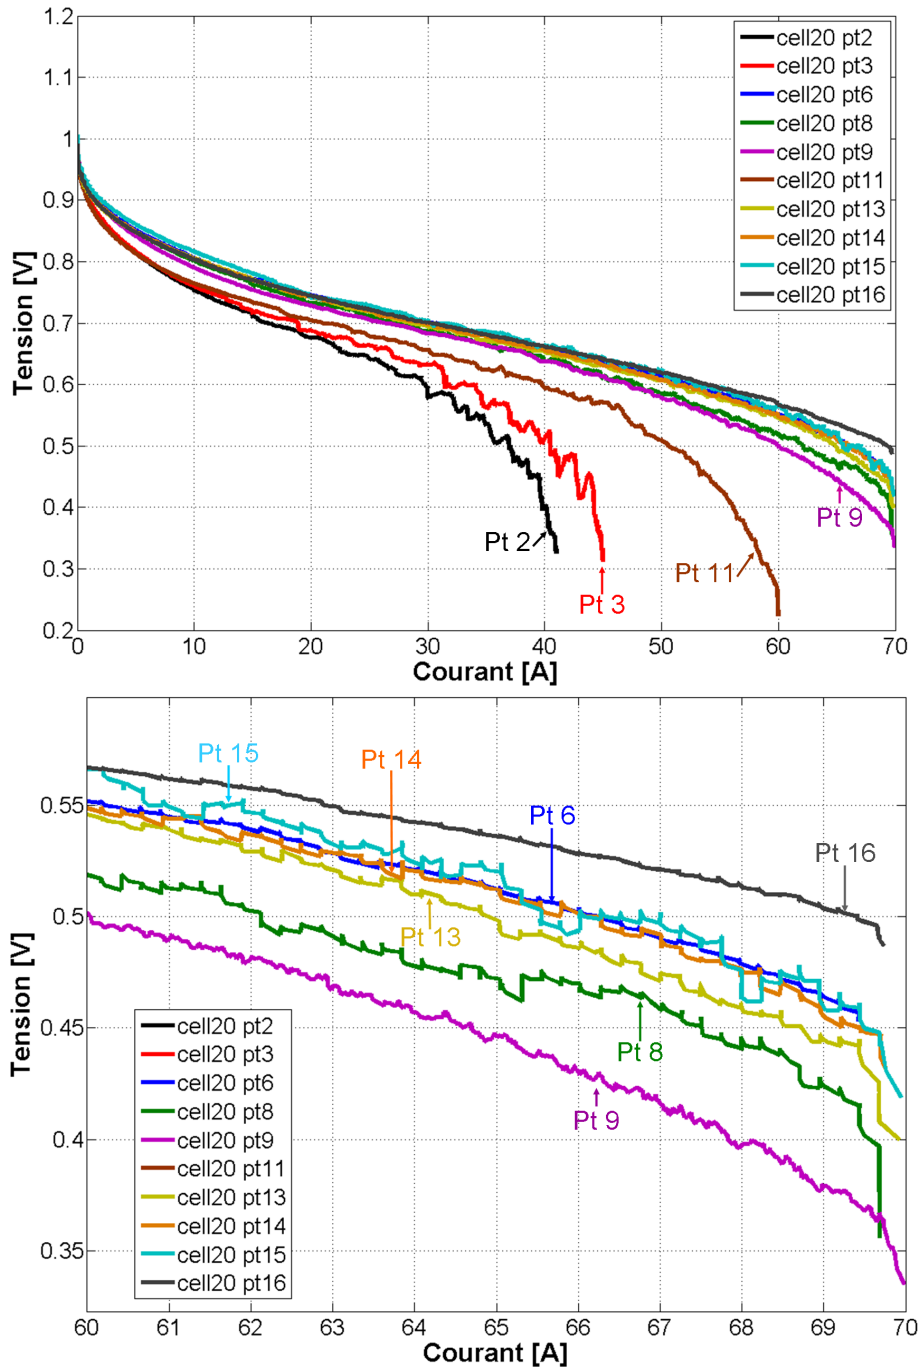 1.2
1.1
1
0.9
0.8
0.7
0.6
0.5
0.4
0.3
0.2
Tension [V]
cell20 pt2
cell20 pt3
cell20 pt6
cell20 pt8
cell20 pt9
cell20 pt11
cell20 pt13
cell20 pt14
cell20 pt15
cell20 pt16
Pt 2
Pt 3
Pt 11
Pt 9
0 10 20 30 40 50 60 70
Courant [A]
0.55
0.5
0.45
0.4
0.35
Tension [V]
Pt 15
Pt 14
Pt 6
Pt 16
Pt 13
Pt 8
Pt 9
cell20 pt2
cell20 pt3
cell20 pt6
cell20 pt8
cell20 pt9
cell20 pt11
cell20 pt13
cell20 pt14
cell20 pt15
cell20 pt16
60 61 62 63 64 65 66 67 68 69 70
Courant [A]